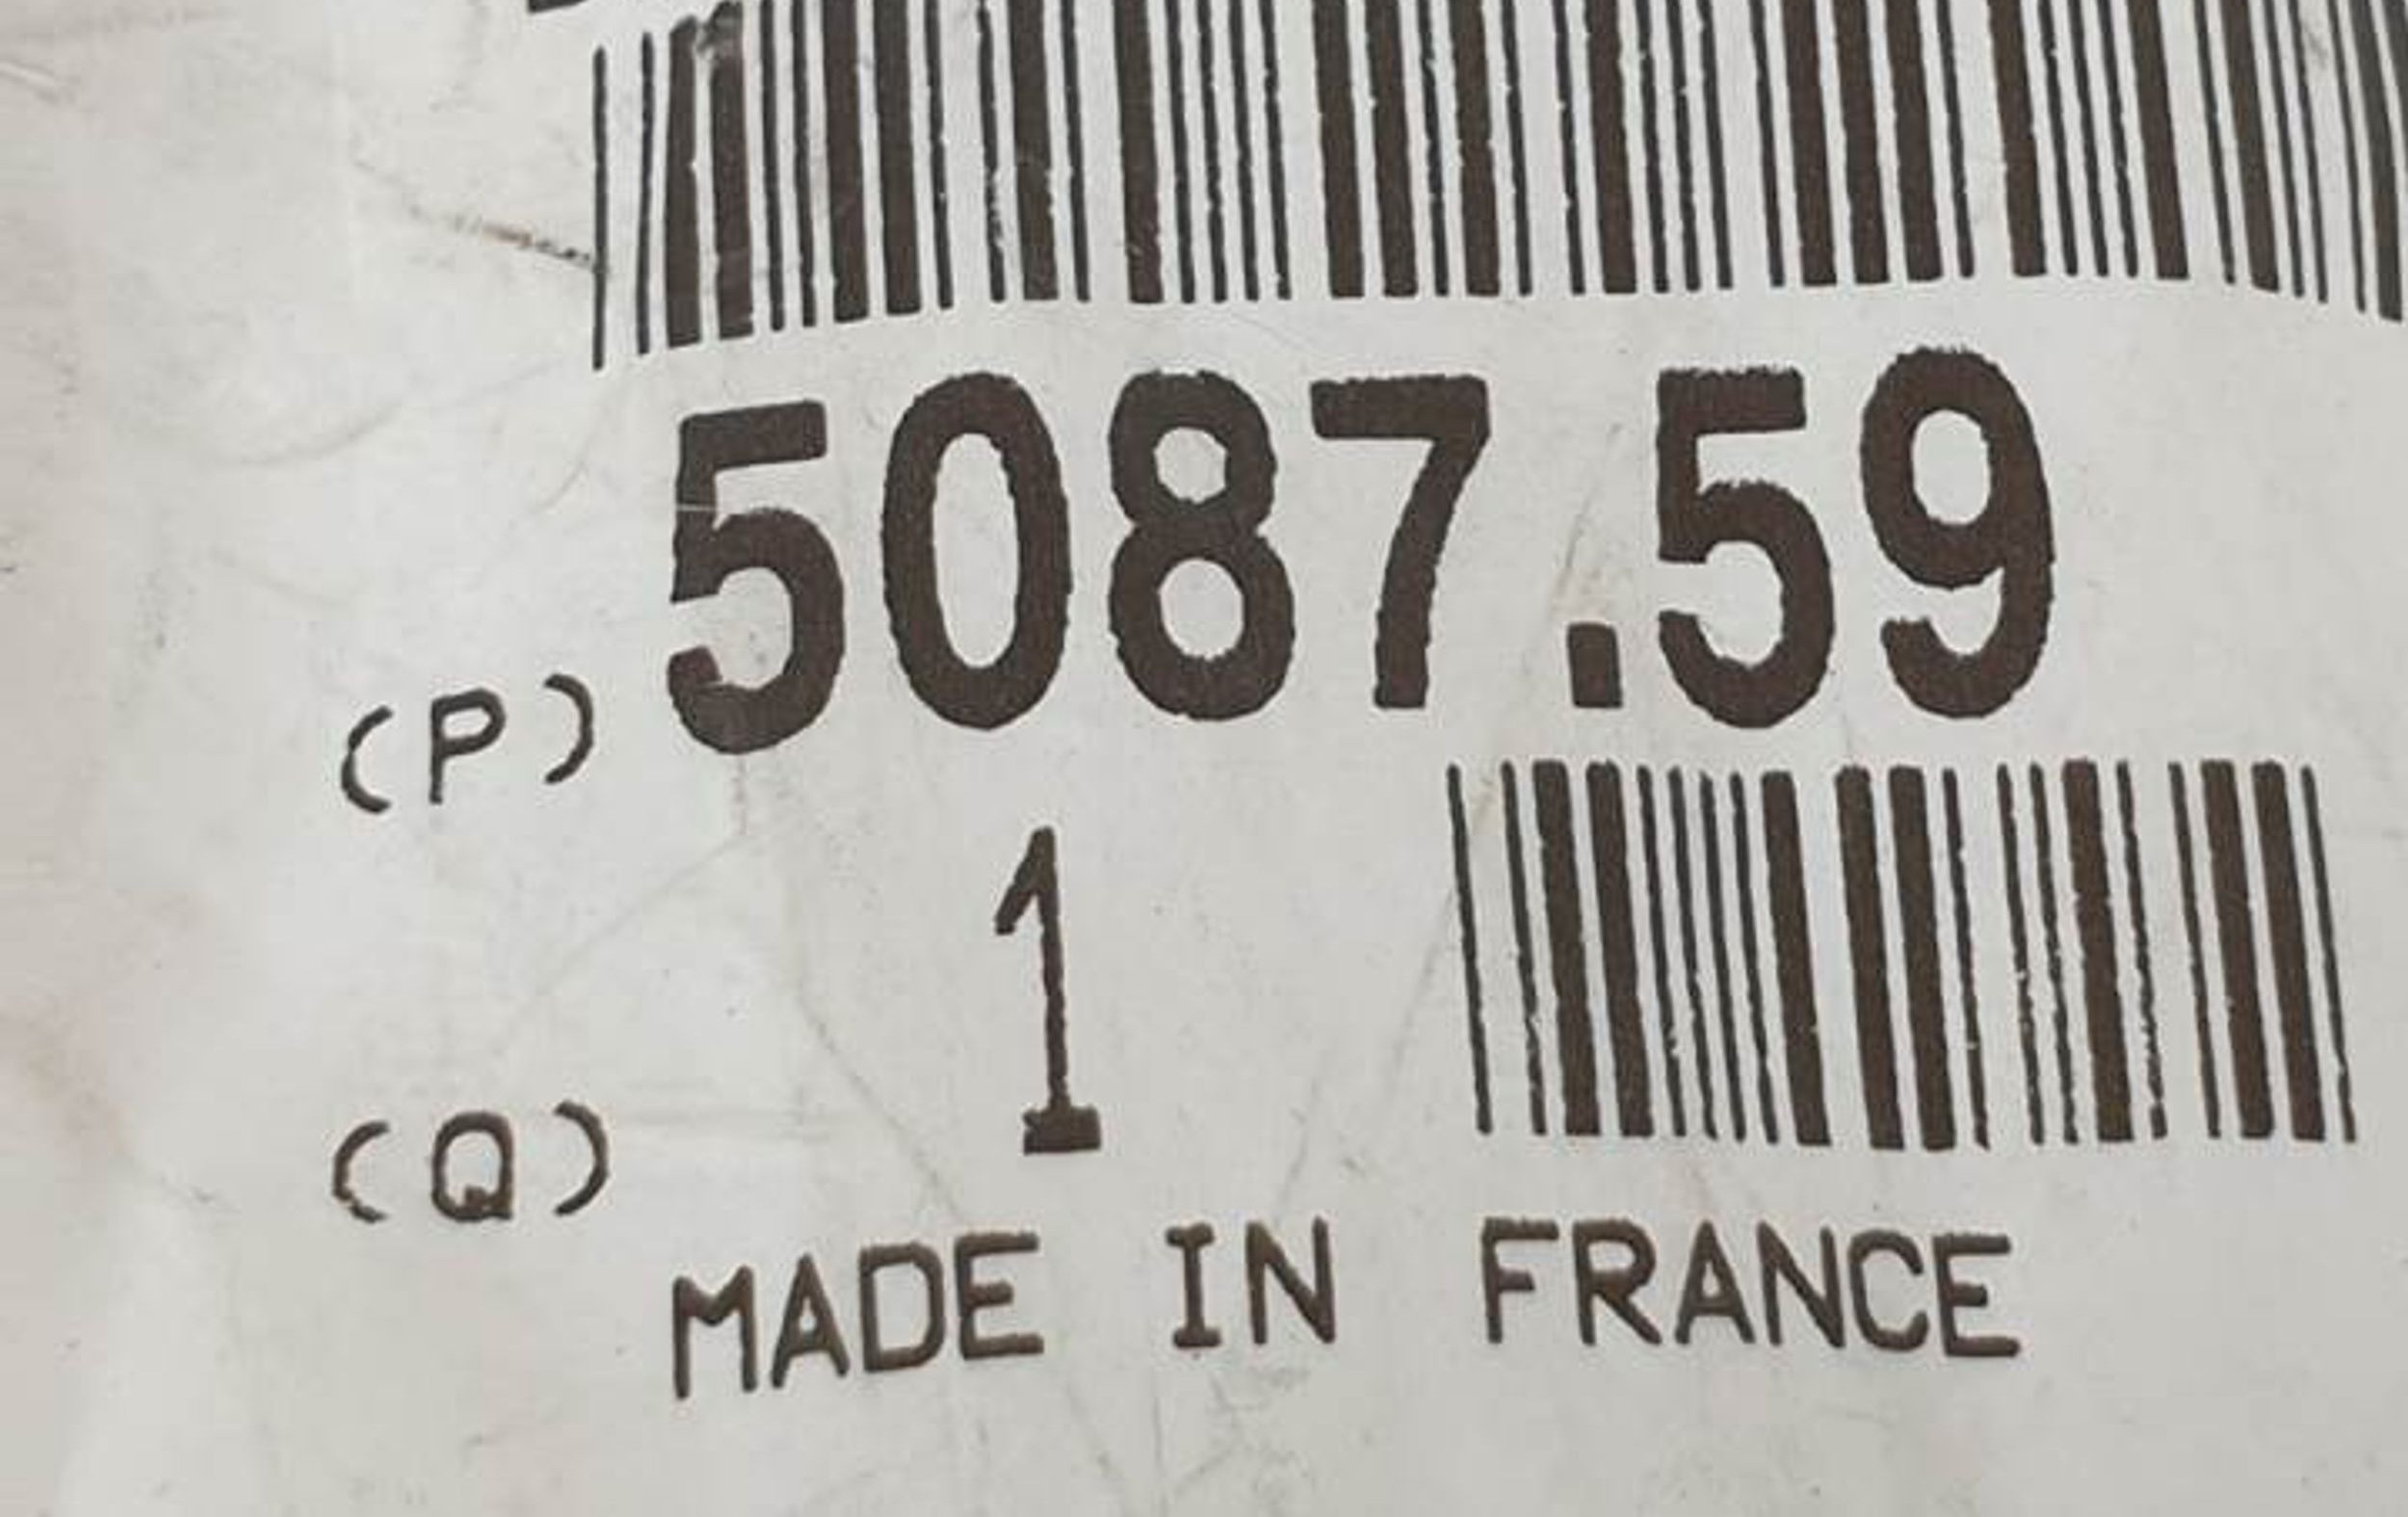 (P) 5087.59
(Q) 1
MADE IN FRANCE